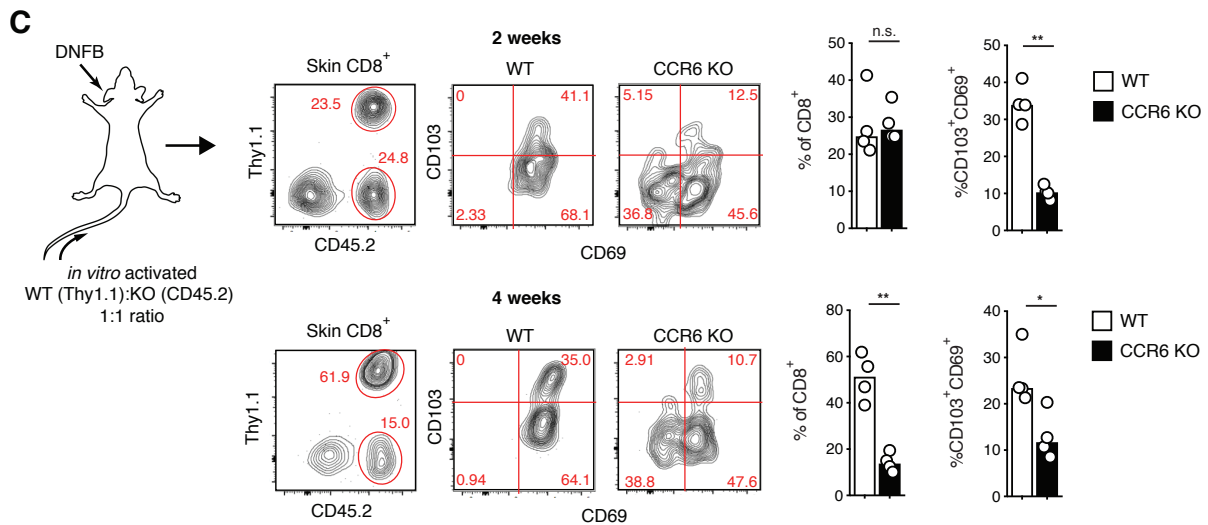 C
DNFB
in vitro activated
WT (Thy1.1):KO (CD45.2)
1:1 ratio
2 weeks
Skin CD8+
WT
CCR6 KO
23.5
24.8
Thy1.1
CD45.2
0
41.1
2.33
68.1
CD103
5.15
12.5
36.8
45.6
CD69
n.s.
50
40
30
20
10
0
% of CD8+
**
50
40
30
20
10
0
%CD103+CD69+
WT
CCR6 KO
4 weeks
Skin CD8+
WT
CCR6 KO
61.9
15.0
Thy1.1
CD45.2
0
35.0
0.94
64.1
CD103
2.91
10.7
38.8
47.6
CD69
**
80
60
40
20
0
% of CD8+
*
40
30
20
10
0
%CD103+CD69+
WT
CCR6 KO